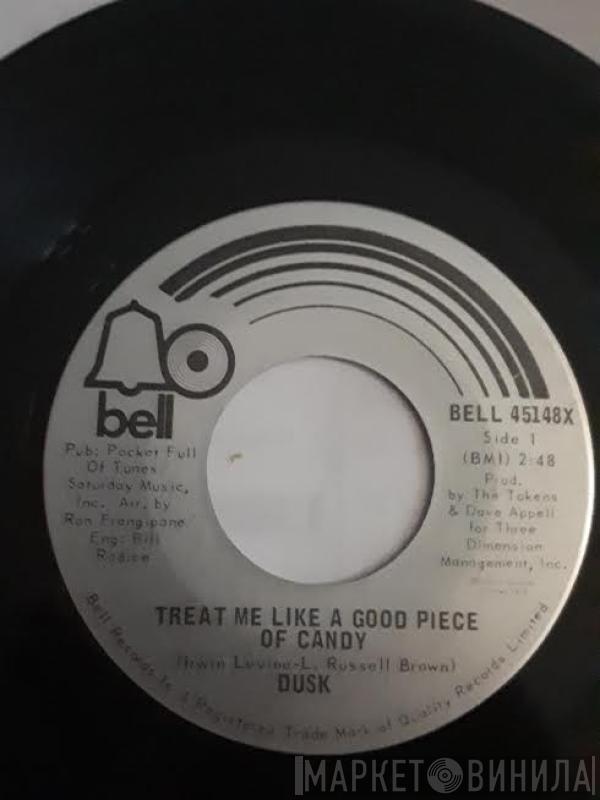 bell
BELL 45148X
Side 1
(BMI) 2:48
Prod.
by The Tokens
& Dave Appell
for Three
Dimension
Management, Inc.
Pub: Pocket Full
Of Tunes
Saturday Music,
Inc. Arr. by
Ron Frangipane
Eng: Bill
Radice
TREAT ME LIKE A GOOD PIECE
OF CANDY
(Irwin Levine-L. Russell Brown)
DUSK
Bell Records Is A Registered Trade Mark of Quality Records Limited
МАРКЕТ ВИНИЛА